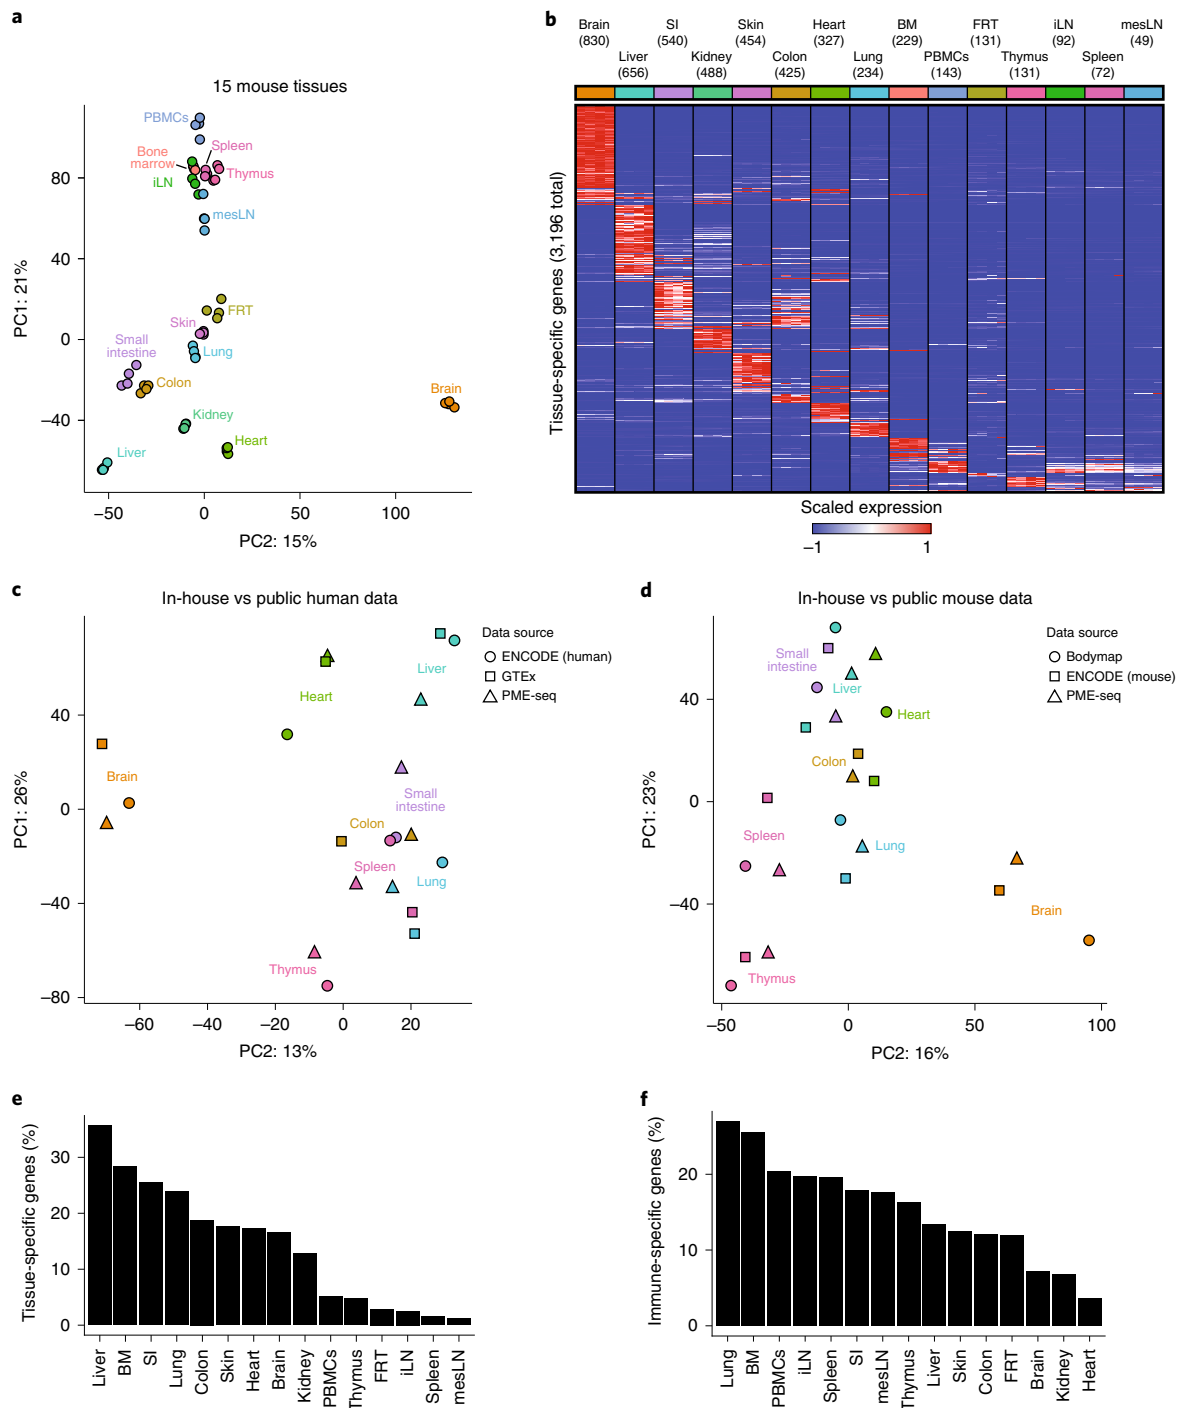 a
15 mouse tissues
PC1: 21%
80
40
0
−40
−50
0
50
100
PC2: 15%
PBMCs
Spleen
Bone
marrow
Thymus
iLN
mesLN
FRT
Skin
Lung
Small
intestine
Colon
Brain
Kidney
Heart
Liver
b
Brain
(830)
SI
(540)
Skin
(454)
Heart
(327)
BM
(229)
FRT
(131)
iLN
(92)
mesLN
(49)
Liver
(656)
Kidney
(488)
Colon
(425)
Lung
(234)
PBMCs
(143)
Thymus
(131)
Spleen
(72)
Tissue-specific genes (3,196 total)
Scaled expression
−1
1
c
In-house vs public human data
PC1: 26%
40
0
−40
−80
−60
−40
−20
0
20
PC2: 13%
Data source
ENCODE (human)
GTEx
PME-seq
Liver
Heart
Brain
Small
intestine
Colon
Spleen
Lung
Thymus
d
In-house vs public mouse data
PC1: 23%
40
0
−40
−50
0
50
100
PC2: 16%
Data source
Bodymap
ENCODE (mouse)
PME-seq
Small
intestine
Liver
Heart
Colon
Spleen
Lung
Brain
Thymus
e
Tissue-specific genes (%)
30
20
10
0
Liver
BM
SI
Lung
Colon
Skin
Heart
Brain
Kidney
PBMCs
Thymus
FRT
iLN
Spleen
mesLN
f
Immune-specific genes (%)
20
10
0
Lung
BM
PBMCs
iLN
Spleen
SI
mesLN
Thymus
Liver
Skin
Colon
FRT
Brain
Kidney
Heart